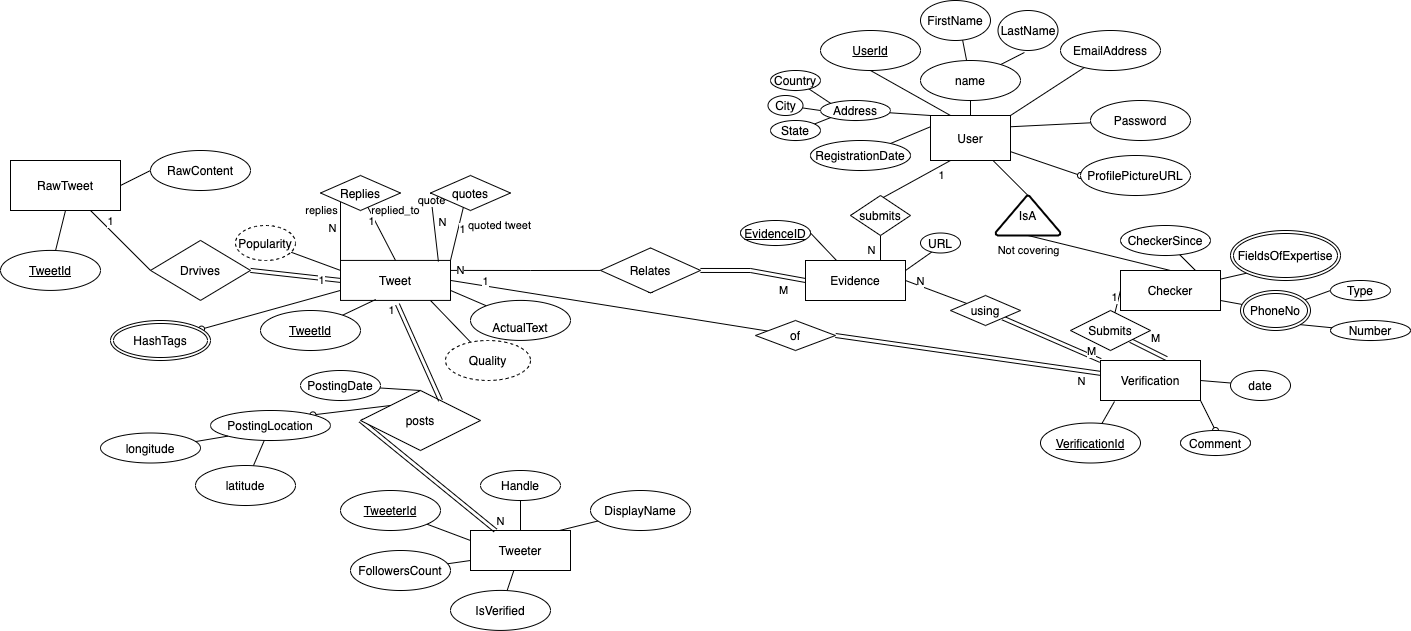 FirstName
LastName
UserId
EmailAddress
name
Country
City
Address
State
Password
User
RegistrationDate
RawContent
ProfilePictureURL
RawTweet
1
Replies
quotes
quote
replies
replied_to
1
N
N
1 quoted tweet
submits
IsA
1
EvidenceID
Popularity
URL
N
Not covering
CheckerSince
FieldsOfExpertise
TweetId
Drvives
1
Tweet
N
1
Relates
M
Evidence
N
Checker
Type
1
PhoneNo
using
Number
TweetId
1
ActualText
HashTags
of
Submits
M
M
Quality
N
Verification
date
PostingDate
PostingLocation
posts
longitude
latitude
VerificationId
Comment
Handle
TweeterId
DisplayName
N
Tweeter
FollowersCount
IsVerified